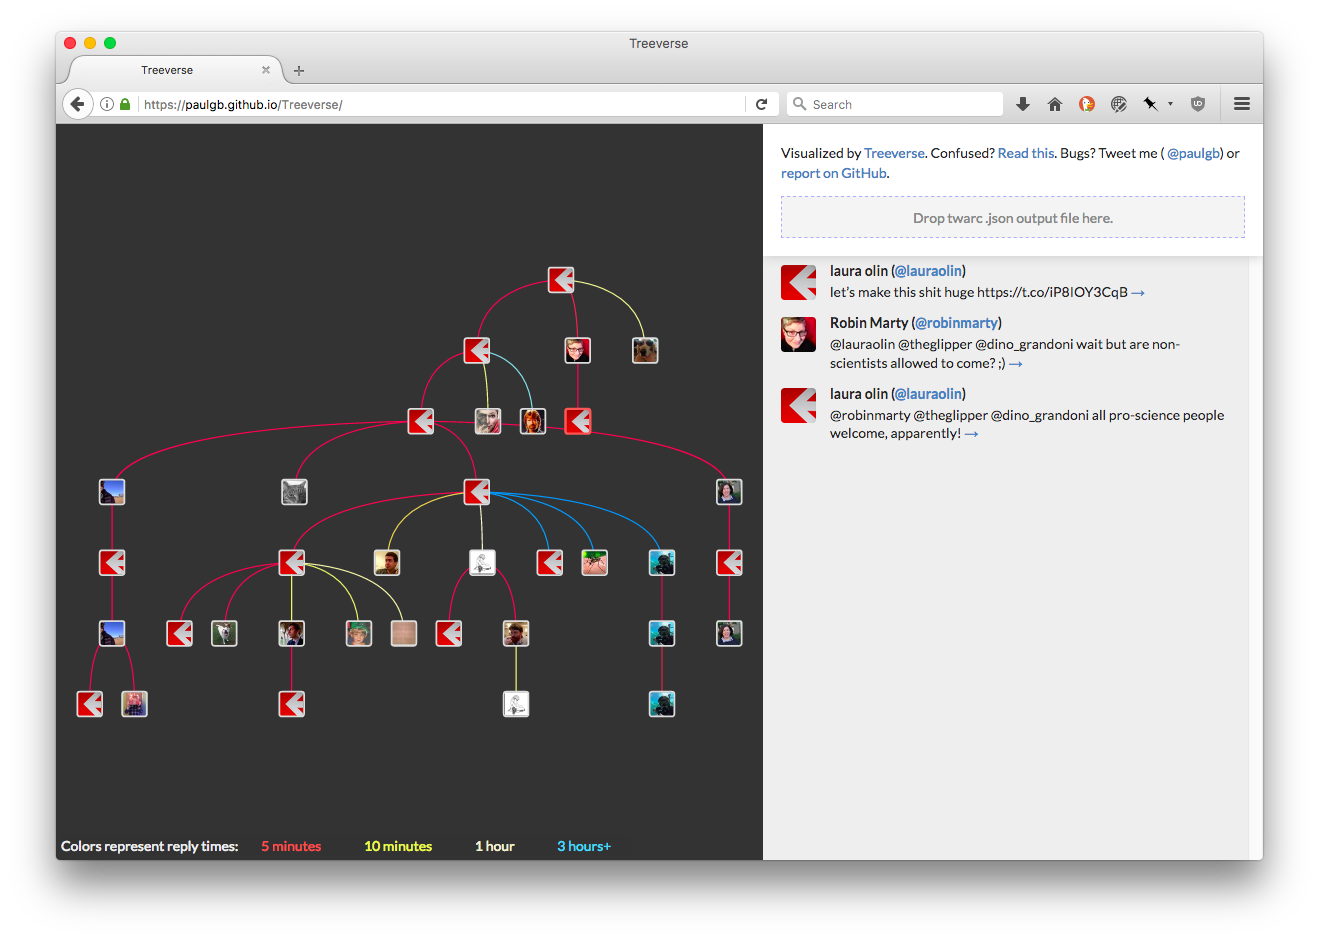 Treeverse
Treeverse
https://paulgb.github.io/Treeverse/
Search
Visualized by Treeverse. Confused? Read this. Bugs? Tweet me ( @paulgb) or
report on GitHub.
Drop twarc .json output file here.
laura olin (@lauraolin)
let's make this shit huge https://t.co/iP8IOY3CqB →
Robin Marty (@robinmarty)
@lauraolin @theglipper @dino_grandoni wait but are non-
scientists allowed to come? ;) →
laura olin (@lauraolin)
@robinmarty @theglipper @dino_grandoni all pro-science people
welcome, apparently! →
Colors represent reply times: 5 minutes 10 minutes 1 hour 3 hours+